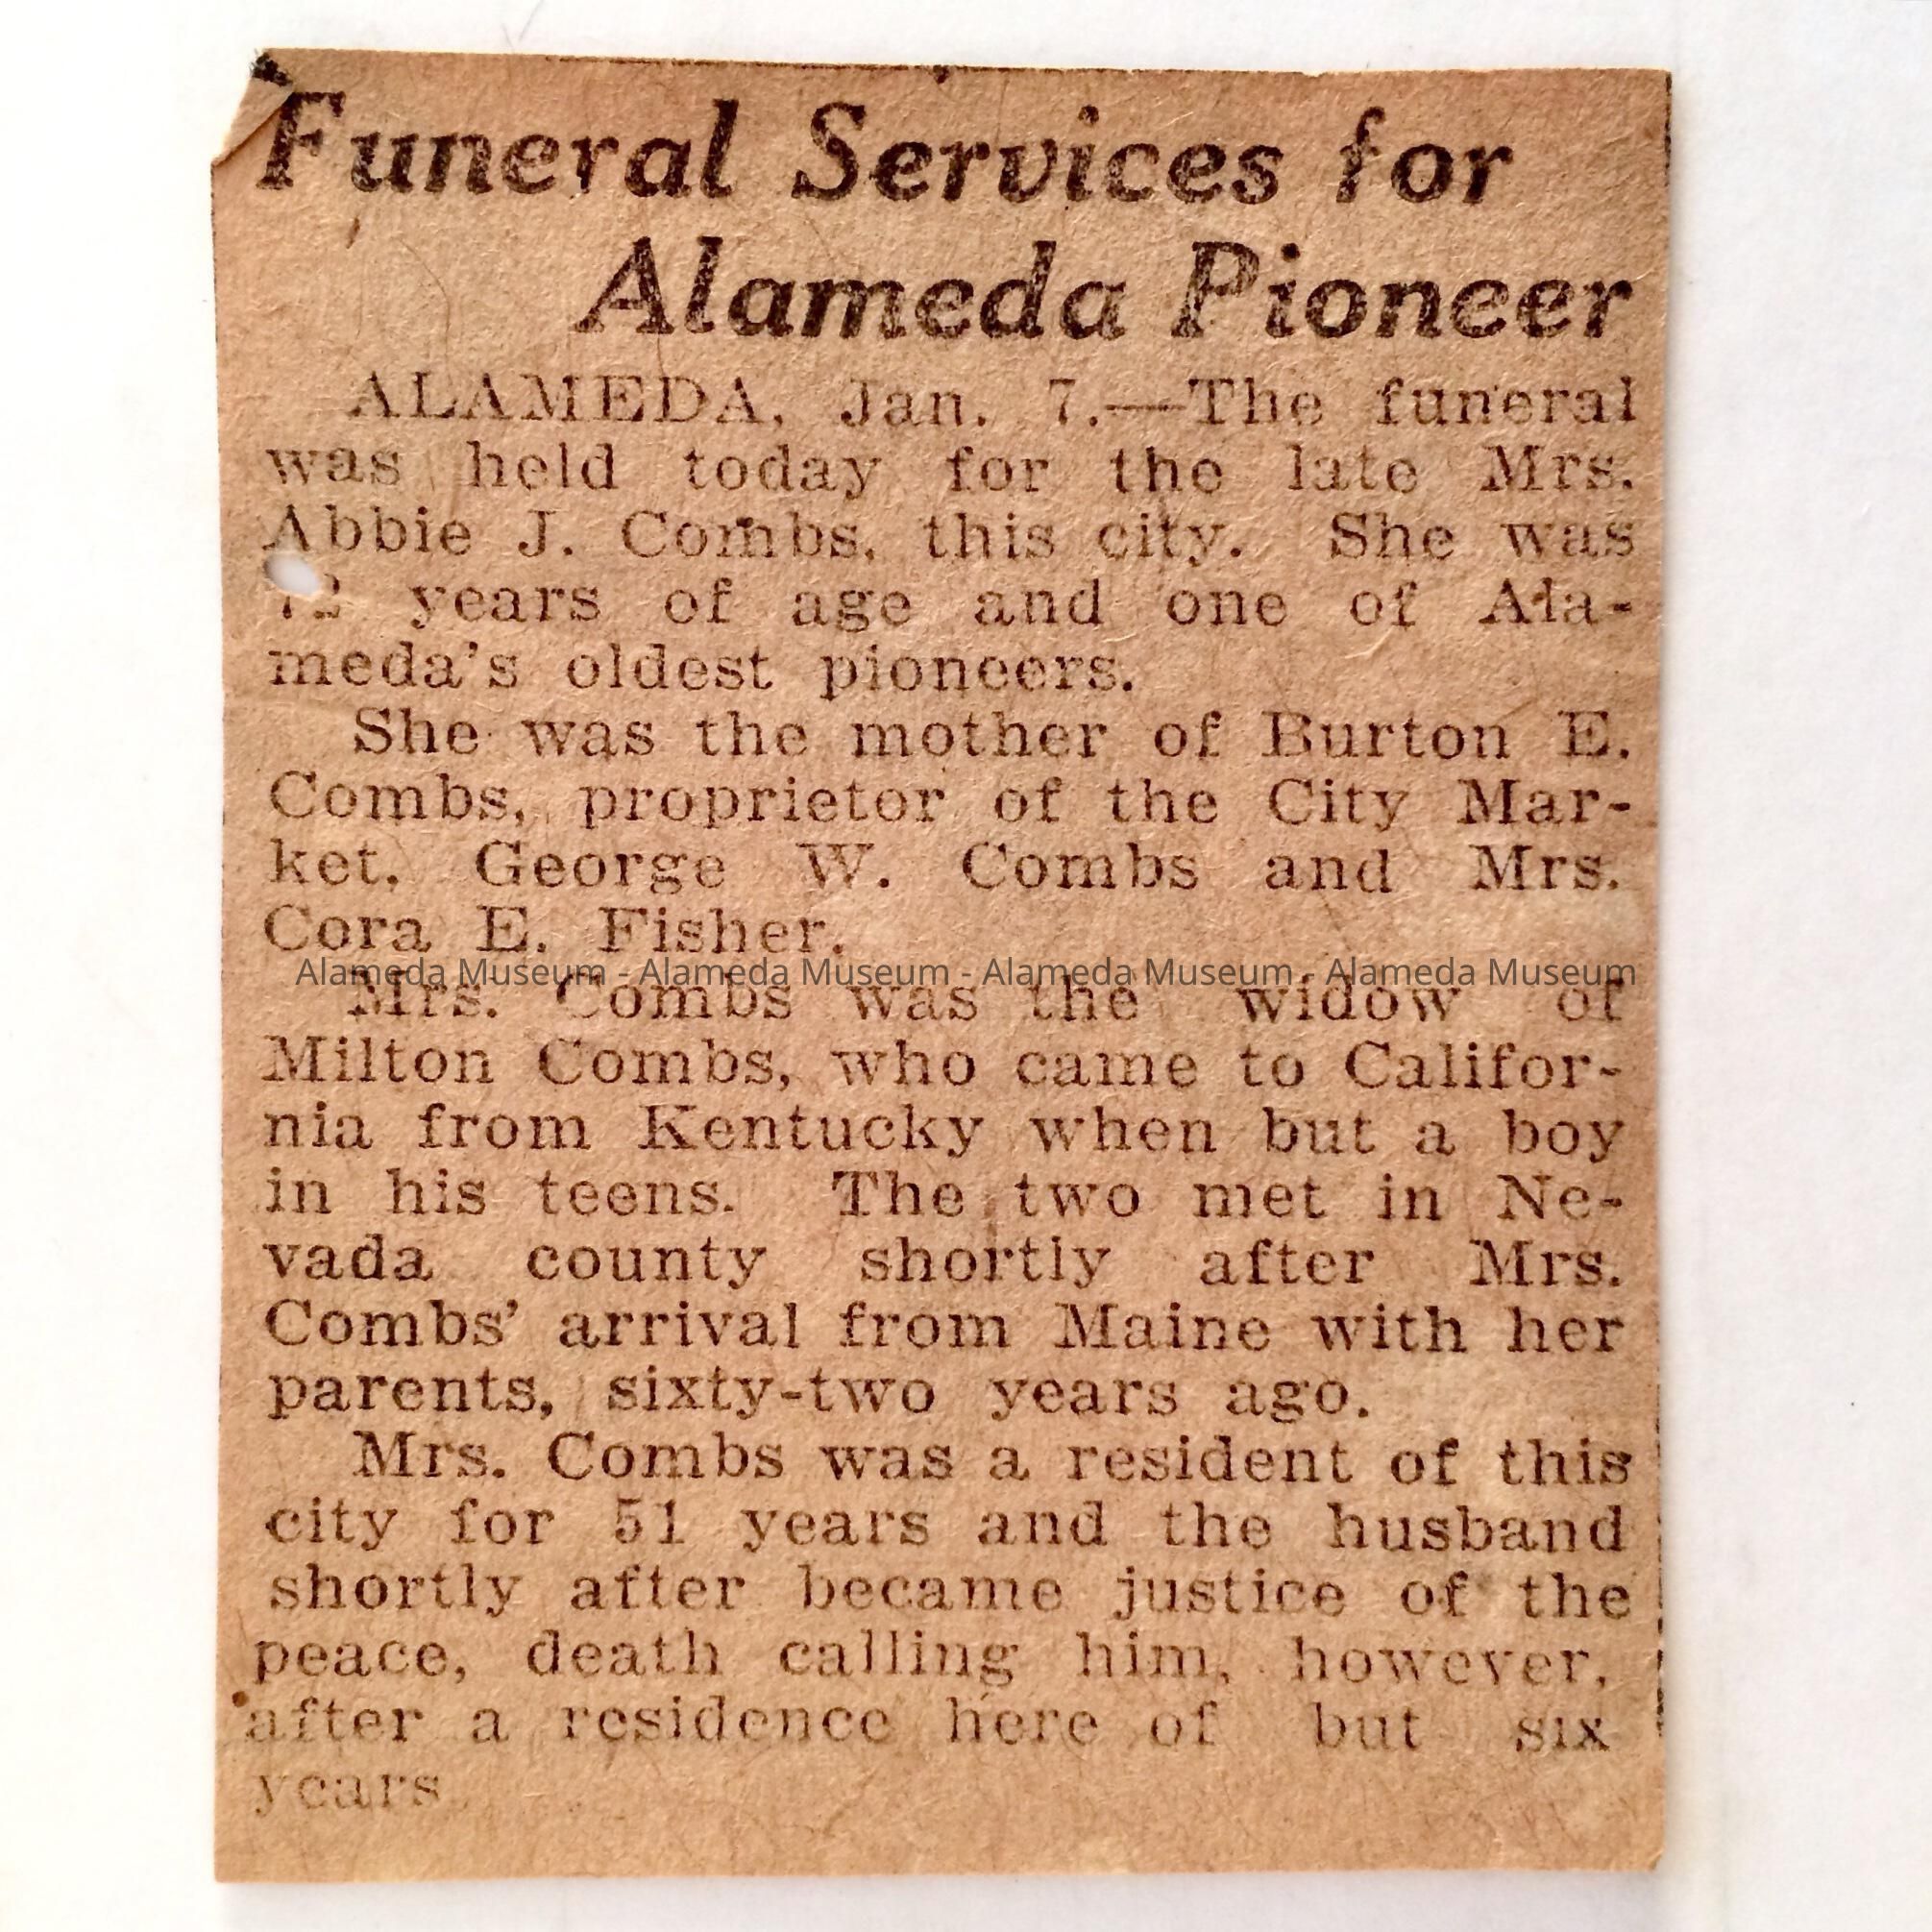 Funeral Services for
Alameda Pioneer
ALAMEDA, Jan. 7.—The funeral
was held today for the late Mrs.
Abbie J. Combs, this city. She was
72 years of age and one of Ala-
meda's oldest pioneers.
She was the mother of Burton E.
Combs, proprietor of the City Mar-
ket, George W. Combs and Mrs.
Cora E. Fisher.
Alameda Museum - Alameda Museum - Alameda Museum - Alameda Museum
Mrs. Combs was the widow of
Milton Combs, who came to Califor-
nia from Kentucky when but a boy
in his teens. The two met in Ne-
vada county shortly after Mrs.
Combs' arrival from Maine with her
parents, sixty-two years ago.
Mrs. Combs was a resident of this
city for 51 years and the husband
shortly after became justice of the
peace, death calling him, however,
after a residence here of but six
years.